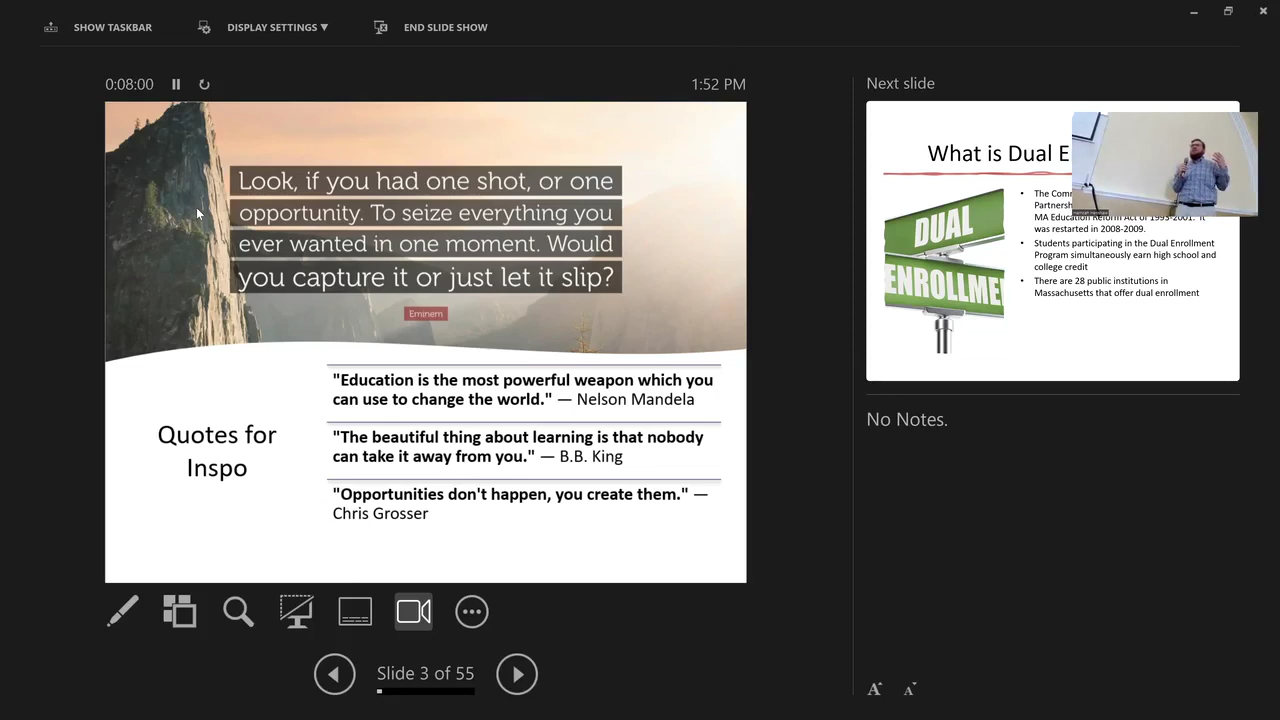 SHOW TASKBAR
DISPLAY SETTINGS ▼
END SLIDE SHOW
0:08:00
1:52 PM
Look, if you had one shot, or one
opportunity. To seize everything you
ever wanted in one moment. Would
you capture it or just let it slip?
Eminem
Quotes for
Inspo
"Education is the most powerful weapon which you
can use to change the world." — Nelson Mandela
"The beautiful thing about learning is that nobody
can take it away from you." — B.B. King
"Opportunities don't happen, you create them." —
Chris Grosser
Slide 3 of 55
Next slide
What is Dual E
DUAL
ENROLLME
• The Comm
Partnersh
MA Education Reform Act of 1993-2001. It
was restarted in 2008-2009.
• Students participating in the Dual Enrollment
Program simultaneously earn high school and
college credit
• There are 28 public institutions in
Massachusetts that offer dual enrollment
No Notes.
A A